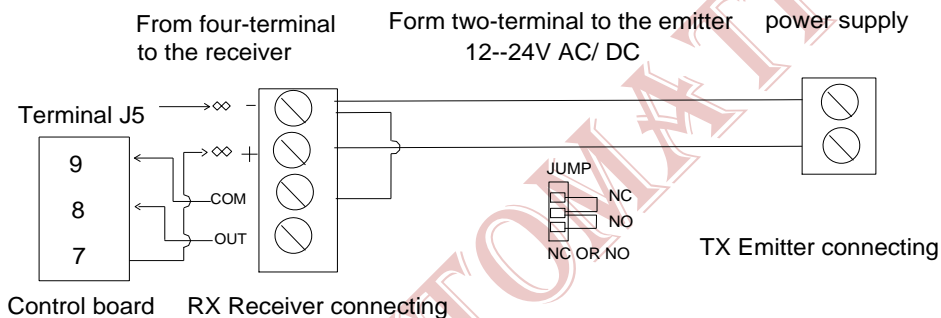 From four-terminal
to the receiver
Form two-terminal to the emitter
12--24V AC/ DC
power supply
Terminal J5
-
+
9
8
7
COM
OUT
JUMP
NC
NO
NC OR NO
TX Emitter connecting
Control board
RX Receiver connecting